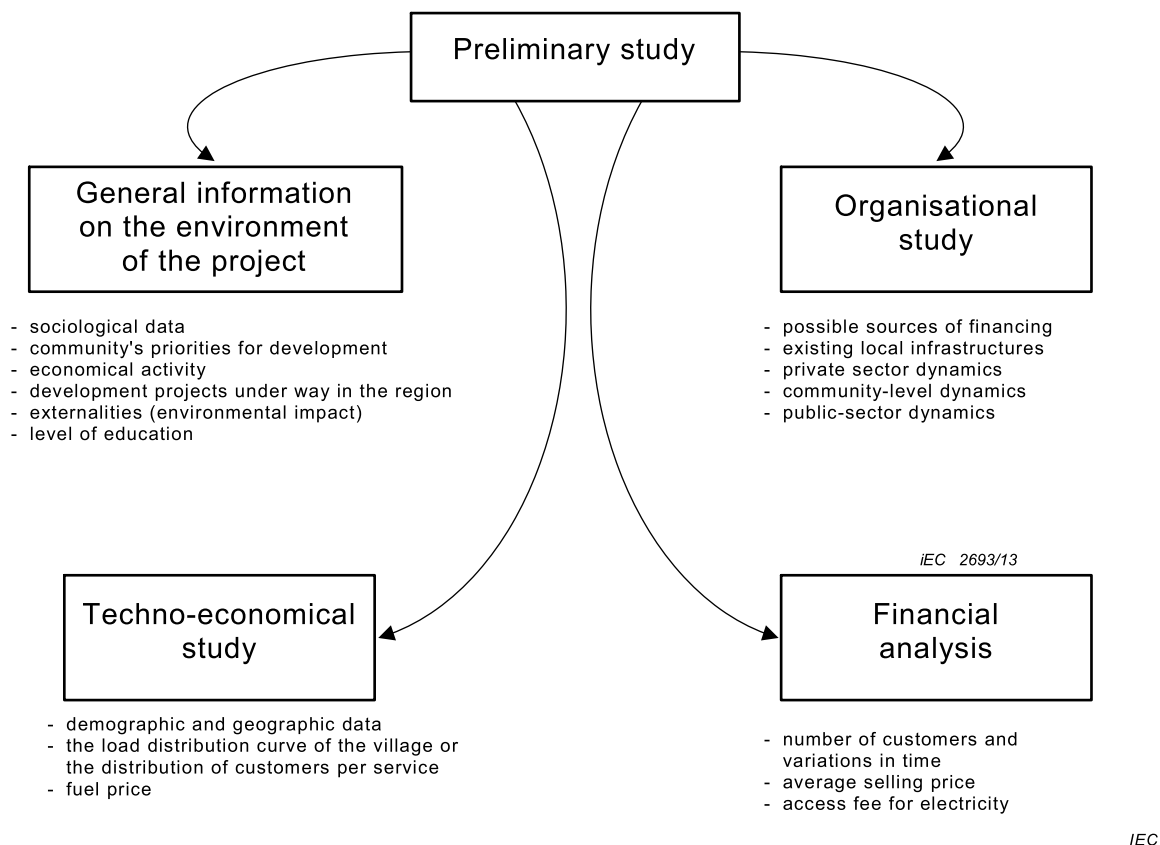 Preliminary study
General information
on the environment
of the project
- sociological data
- community's priorities for development
- economical activity
- development projects under way in the region
- externalities (environmental impact)
- level of education
Organisational
study
- possible sources of financing
- existing local infrastructures
- private sector dynamics
- community-level dynamics
- public-sector dynamics
Techno-economical
study
- demographic and geographic data
- the load distribution curve of the village or
the distribution of customers per service
- fuel price
iEC 2693/13
Financial
analysis
- number of customers and
variations in time
- average selling price
- access fee for electricity
IEC